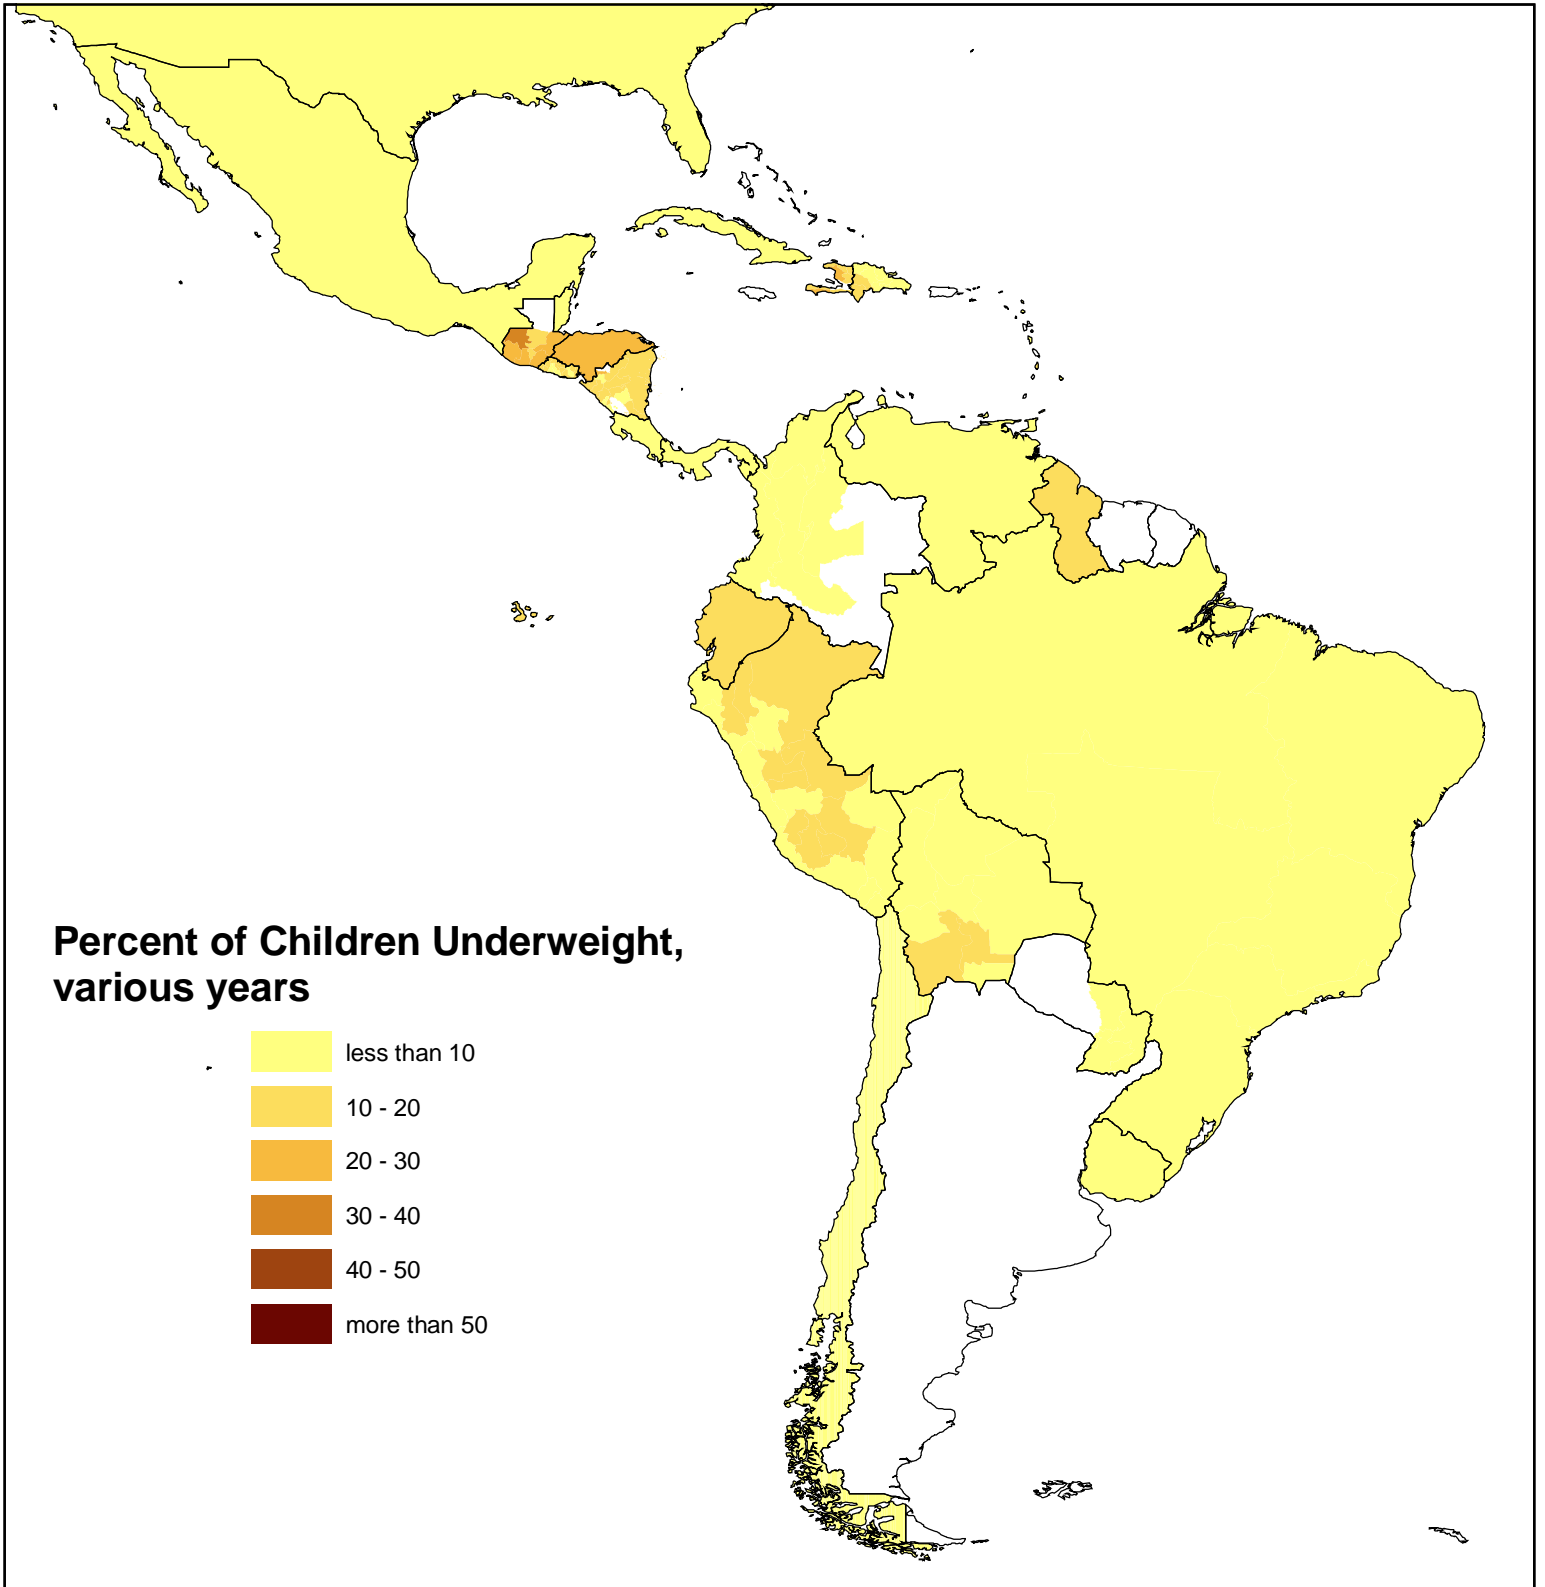 Percent of Children Underweight,
various years
less than 10
10 - 20
20 - 30
30 - 40
40 - 50
more than 50